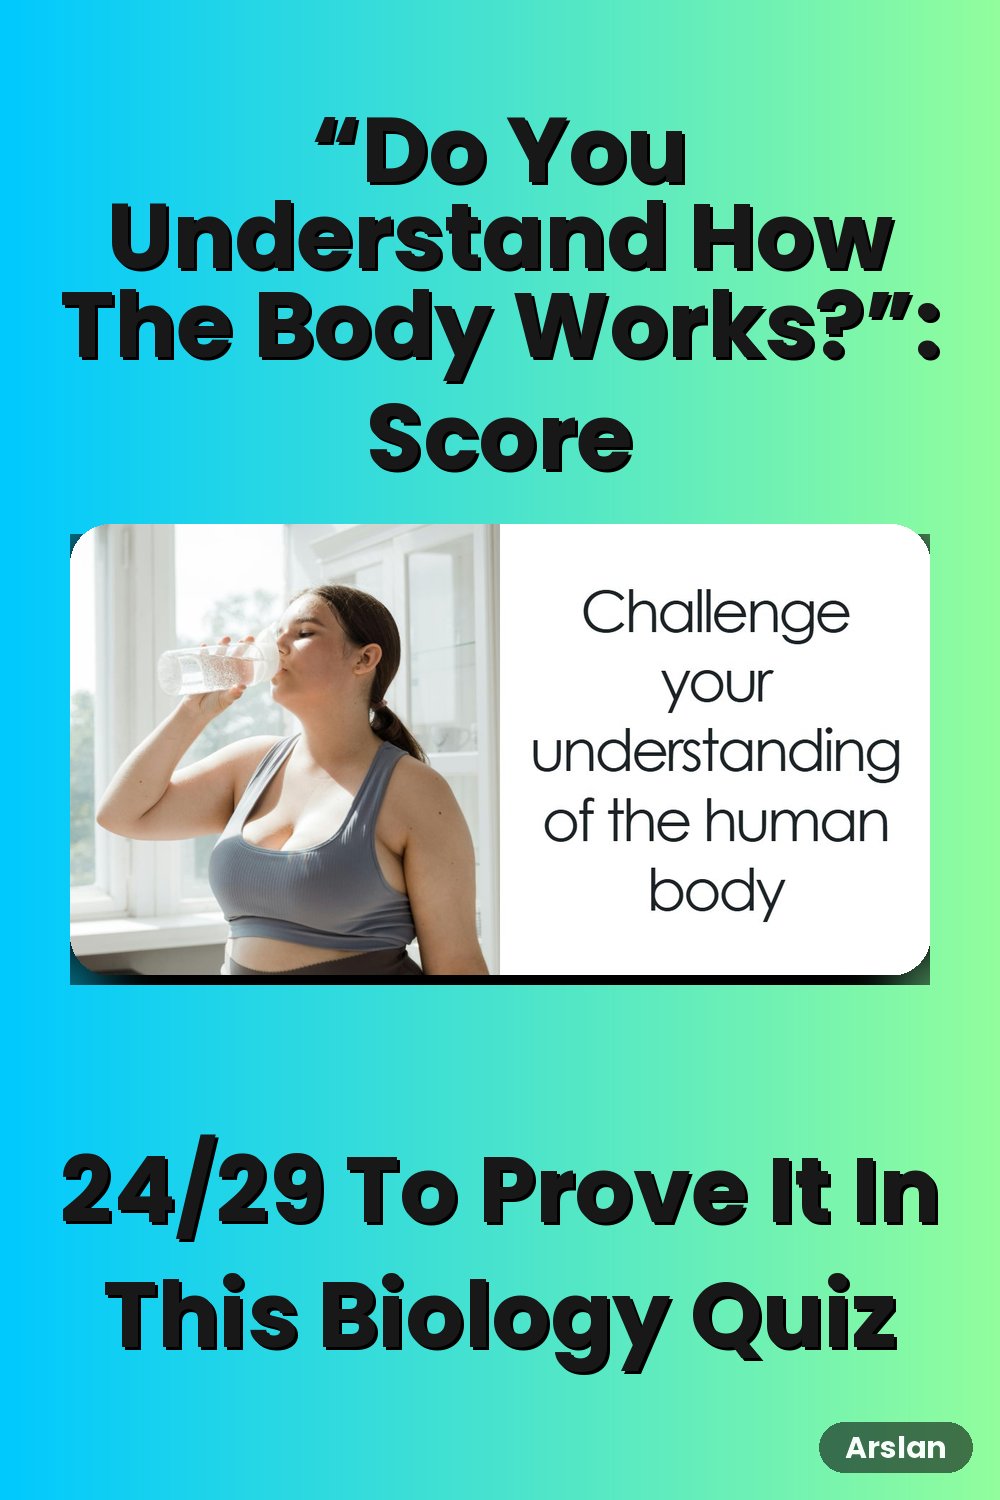 “Do You
Understand How
The Body Works?”:
Score
Challenge
your
understanding
of the human
body
24/29 To Prove It In
This Biology Quiz
Arslan